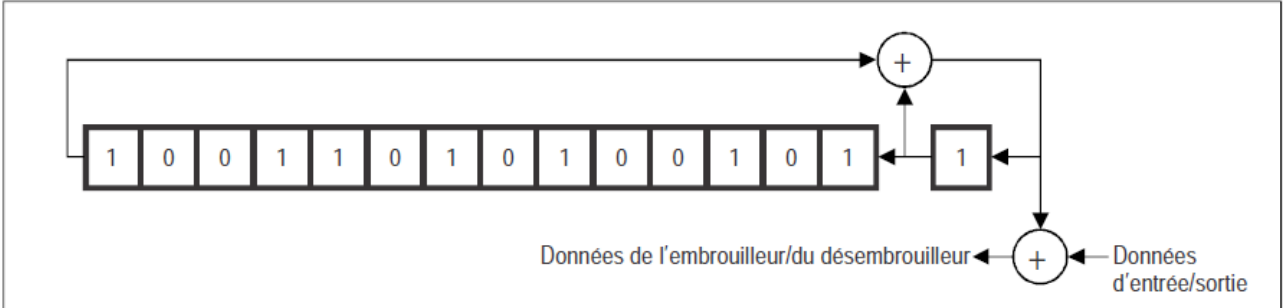 +
1 0 0 1 1 0 1 0 1 0 0 1 0 1 1
Données de l'embrouilleur/du désembrouilleur + Données
d'entrée/sortie